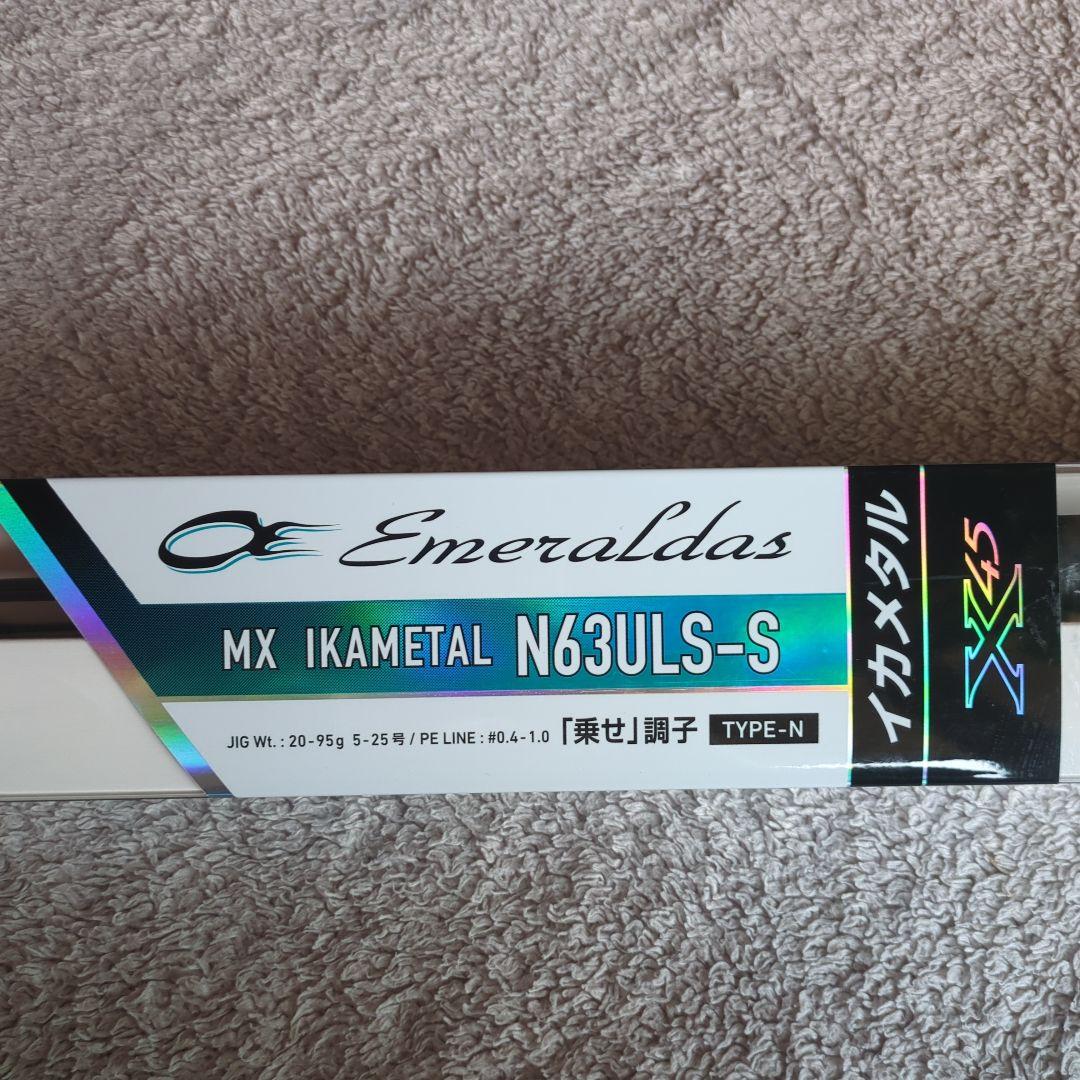 Emeraldas
MX IKAMETAL N63ULS-S
JIG Wt. : 20-95g 5-25号 / PE LINE : #0.4-1.0 「乗せ」調子 TYPE-N
イカメタル
X45